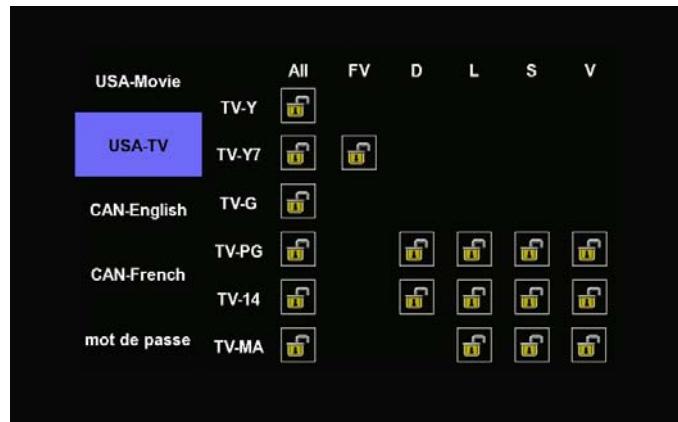 All FV D L S V
USA-Movie
TV-Y
USA-TV
TV-Y7
CAN-English
TV-G
TV-PG
CAN-French
TV-14
mot de passe
TV-MA